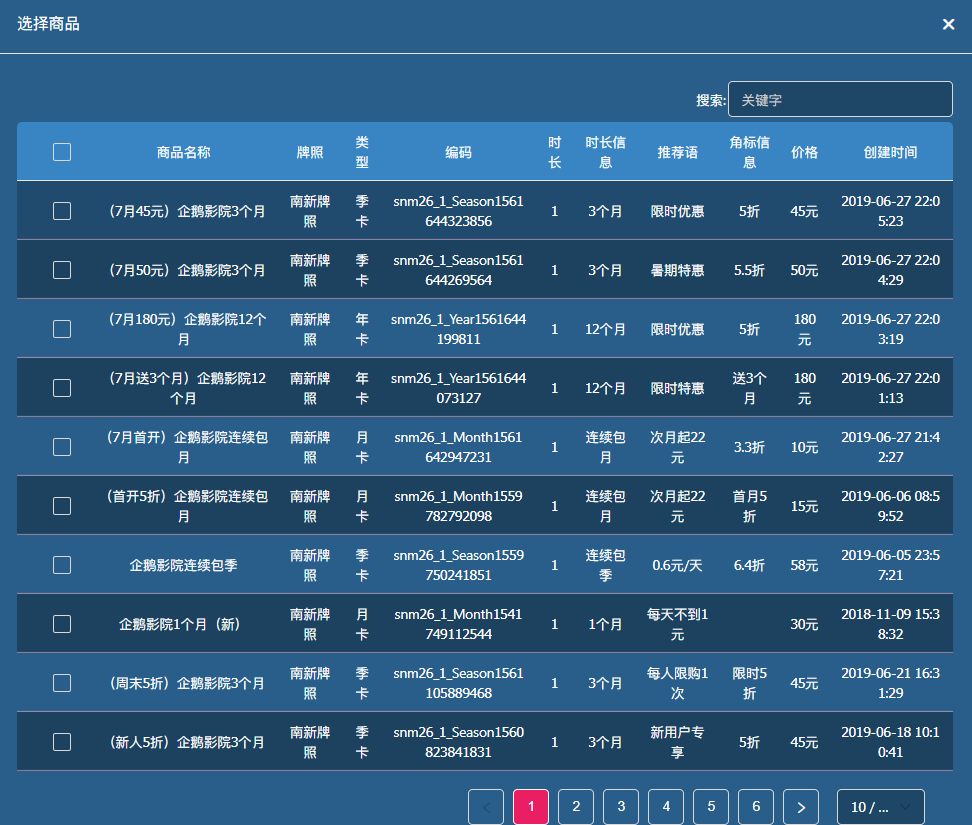 选择商品
×
搜索: 关键字
商品名称 牌照 类型 编码 时长 时长信息 推荐语 角标信息 价格 创建时间
（7月45元）企鹅影院3个月 南新牌照 季卡 snm26_1_Season1561644323856 1 3个月 限时优惠 5折 45元 2019-06-27 22:05:23
（7月50元）企鹅影院3个月 南新牌照 季卡 snm26_1_Season1561644269564 1 3个月 暑期特惠 5.5折 50元 2019-06-27 22:04:29
（7月180元）企鹅影院12个月 南新牌照 年卡 snm26_1_Year1561644199811 1 12个月 限时优惠 5折 180元 2019-06-27 22:03:19
（7月送3个月）企鹅影院12个月 南新牌照 年卡 snm26_1_Year1561644073127 1 12个月 限时特惠 送3个月 180元 2019-06-27 22:01:13
（7月首开）企鹅影院连续包月 南新牌照 月卡 snm26_1_Month1561642947231 1 连续包月 次月起22元 3.3折 10元 2019-06-27 21:42:27
（首开5折）企鹅影院连续包月 南新牌照 月卡 snm26_1_Month1559782792098 1 连续包月 次月起22元 首月5折 15元 2019-06-06 08:59:52
企鹅影院连续包季 南新牌照 季卡 snm26_1_Season1559750241851 1 连续包季 0.6元/天 6.4折 58元 2019-06-05 23:57:21
企鹅影院1个月（新） 南新牌照 月卡 snm26_1_Month1541749112544 1 1个月 每天不到1元 30元 2018-11-09 15:38:32
（周末5折）企鹅影院3个月 南新牌照 季卡 snm26_1_Season1561105889468 1 3个月 每人限购1次 限时5折 45元 2019-06-21 16:31:29
（新人5折）企鹅影院3个月 南新牌照 季卡 snm26_1_Season1560823841831 1 3个月 新用户专享 5折 45元 2019-06-18 10:10:41
< 1 2 3 4 5 6 > 10 / ...